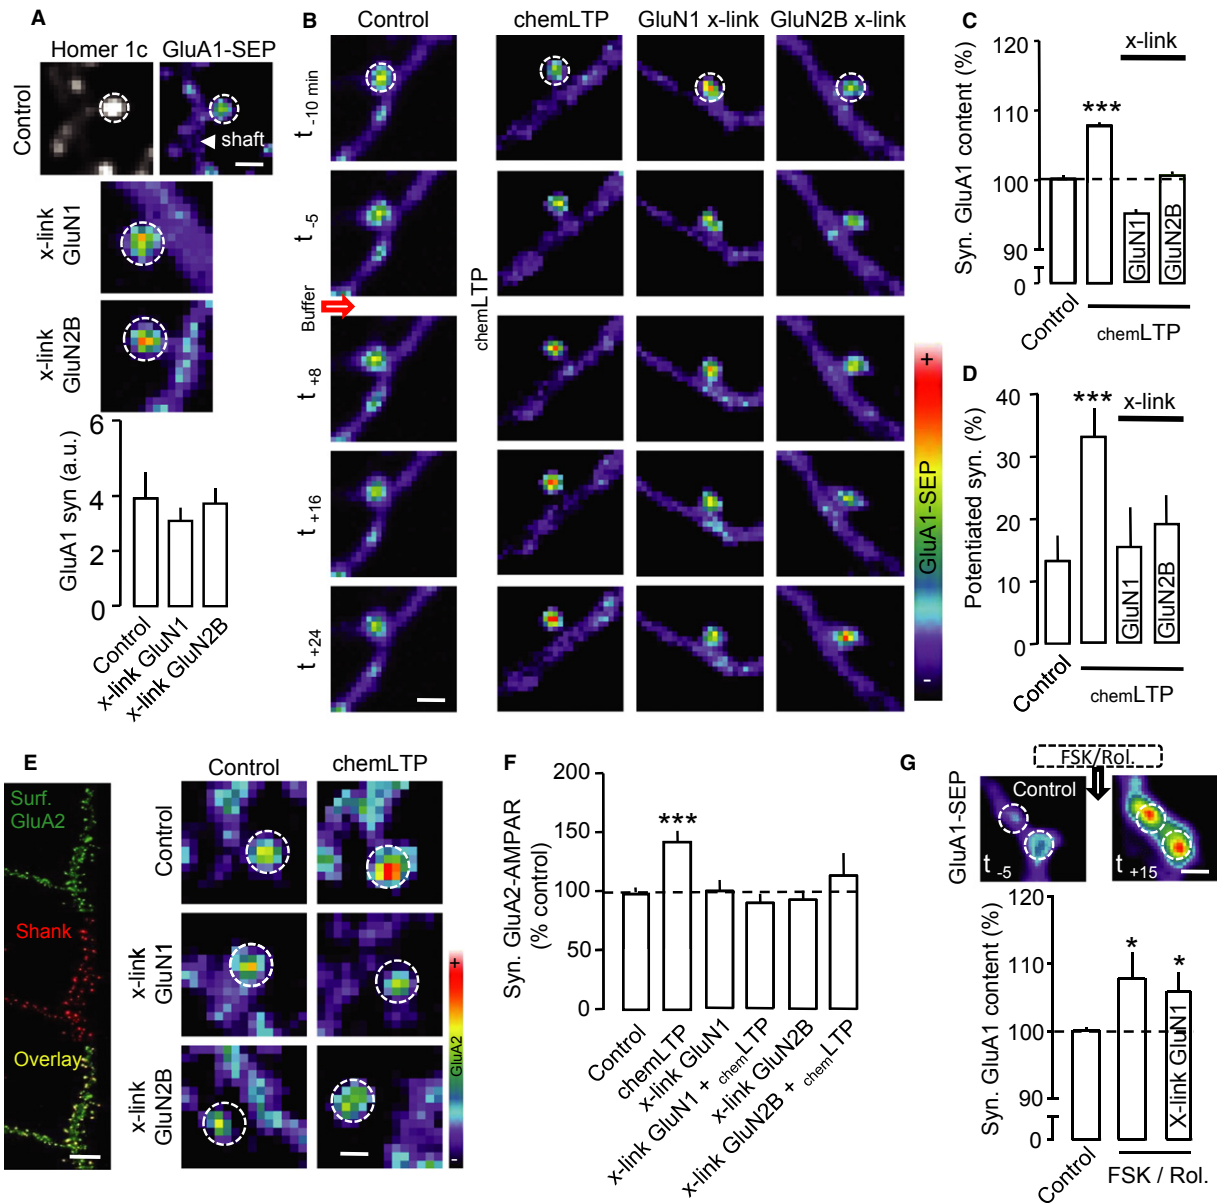 A
Homer 1c
GluA1-SEP
Control
shaft
x-link
GluN1
x-link
GluN2B
6
4
2
0
GluA1 syn (a.u.)
Control
x-link GluN1
x-link GluN2B
B
Control
chemLTP
GluN1 x-link
GluN2B x-link
t -10 min
t -5
Buffer
chemLTP
t +8
t +16
t +24
+
GluA1-SEP
-
C
x-link
120
110
100
90
0
Syn. GluA1 content (%)
***
GluN1
GluN2B
Control
chemLTP
D
x-link
40
30
20
10
0
Potentiated syn. (%)
***
GluN1
GluN2B
Control
chemLTP
E
Surf.
GluA2
Shank
Overlay
Control
chemLTP
Control
x-link
GluN1
x-link
GluN2B
+
GluA2
-
F
200
150
100
50
0
Syn. GluA2-AMPAR
(% control)
***
Control
chemLTP
x-link GluN1
x-link GluN1 + chemLTP
x-link GluN2B
x-link GluN2B + chemLTP
G
FSK/Rol.
GluA1-SEP
Control
t -5
t +15
120
110
100
90
0
Syn. GluA1 content (%)
*
*
X-link GluN1
Control
FSK / Rol.